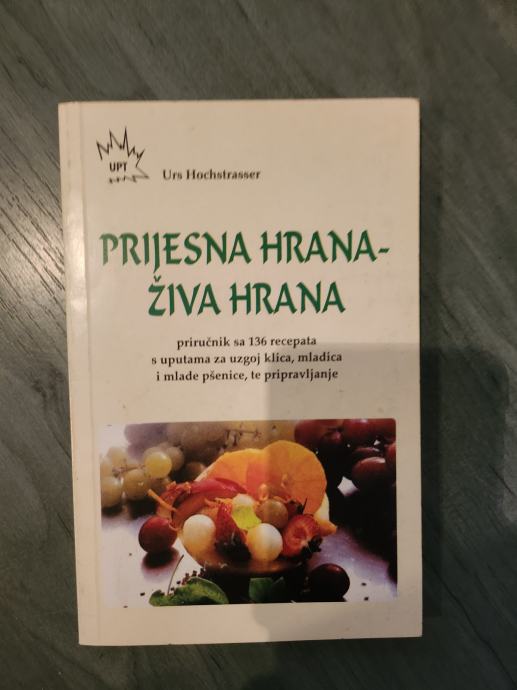 UPT
Urs Hochstrasser
PRIJESNA HRANA-
ŽIVA HRANA
priručnik sa 136 recepata
s uputama za uzgoj klica, mladica
i mlade pšenice, te pripravljanje